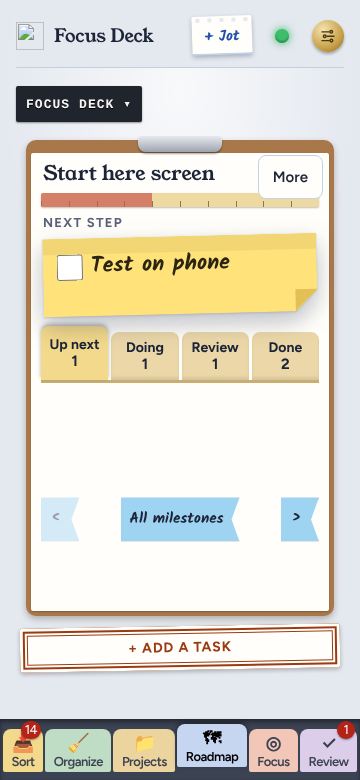 Focus Deck
+ Jot
FOCUS DECK ▾
Start here screen
More
NEXT STEP
Test on phone
Up next
1
Doing
1
Review
1
Done
2
<
All milestones
>
+ ADD A TASK
14
Sort
Organize
Projects
Roadmap
Focus
1
Review